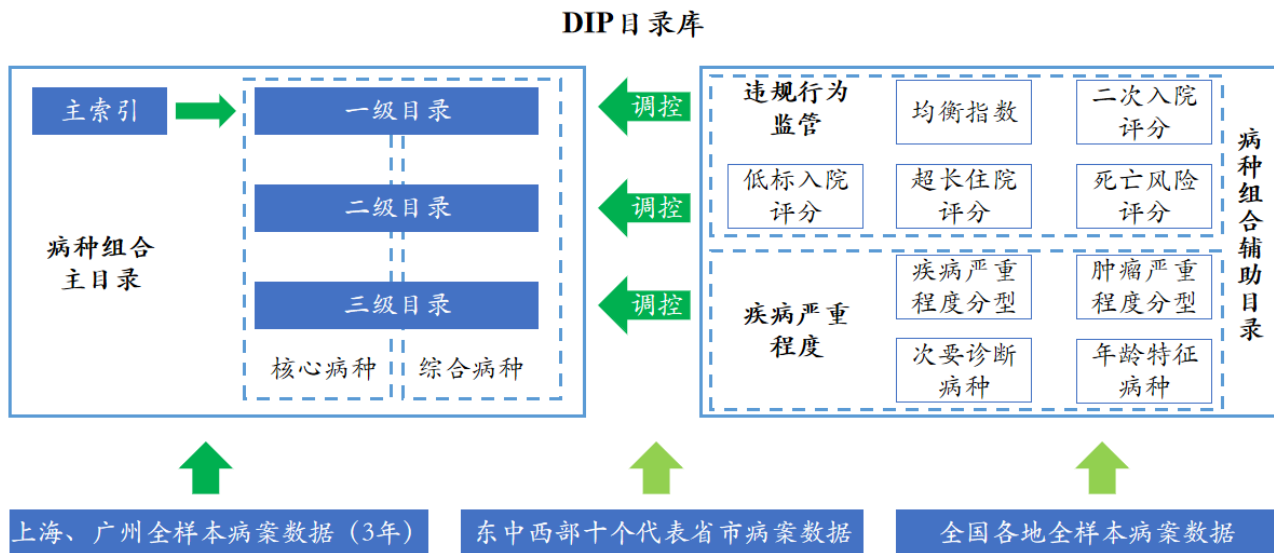 DIP目录库
主索引
一级目录
二级目录
三级目录
病种组合
主目录
核心病种
综合病种
调控
调控
调控
违规行为
监管
均衡指数
二次入院
评分
低标入院
评分
超长住院
评分
死亡风险
评分
疾病严重
程度
疾病严重
程度分型
肿瘤严重
程度分型
次要诊断
病种
年龄特征
病种
病种组合辅助目录
上海、广州全样本病案数据（3年）
东中西部十个代表省市病案数据
全国各地全样本病案数据